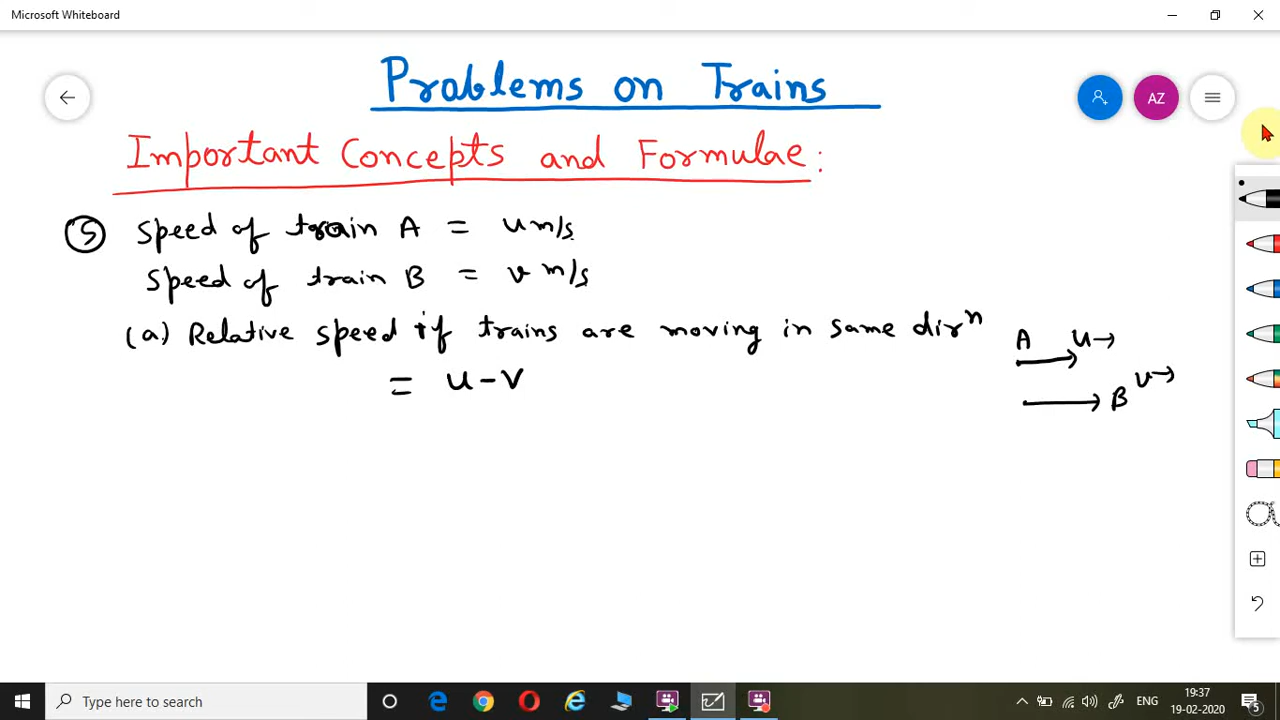 Microsoft Whiteboard
Problems on Trains
AZ
Important Concepts and Formulae:
5 Speed of train A = u m/s
Speed of train B = v m/s
(a) Relative speed if trains are moving in same dirⁿ
A u→
= u - v
B v→
Type here to search
ENG
19:37
19-02-2020
5